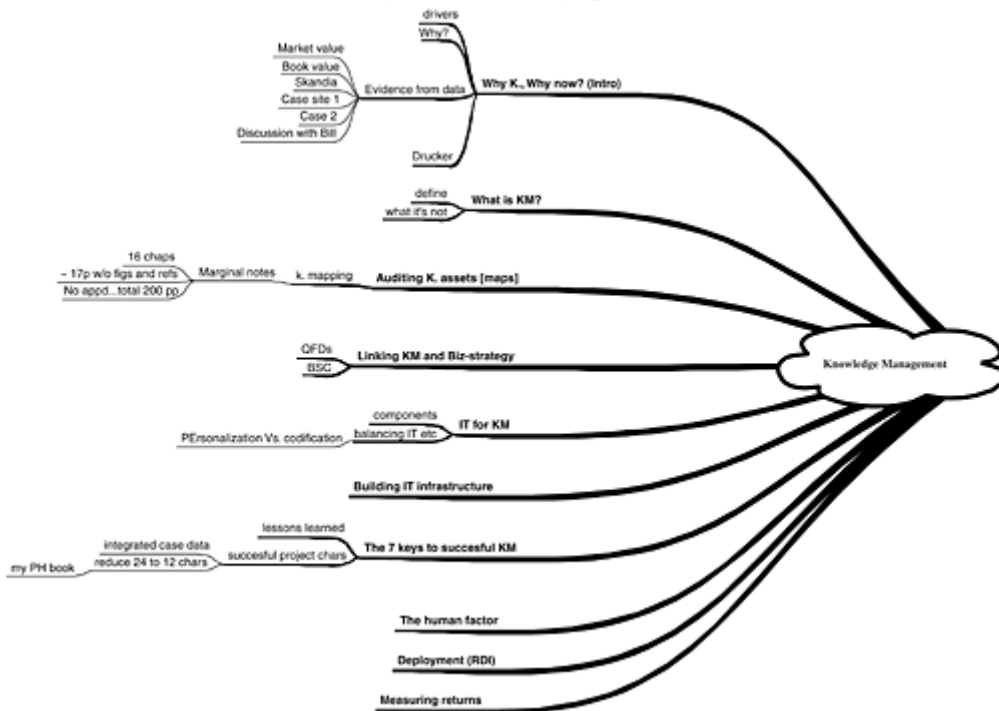 drivers
Why?
Market value
Book value
Skandia
Case site 1
Case 2
Discussion with Bill
Evidence from data
Why K., Why now? (Intro)
Drucker
define
what it's not
What is KM?
16 chaps
~ 17p w/o figs and refs
No appd...total 200 pp
Marginal notes
k. mapping
Auditing K. assets [maps]
Knowledge Management
QFDs
BSC
Linking KM and Biz-strategy
components
balancing IT etc
PErsonalization Vs. codification
IT for KM
Building IT infrastructure
lessons learned
succesful project chars
integrated case data
reduce 24 to 12 chars
my PH book
The 7 keys to succesful KM
The human factor
Deployment (RDI)
Measuring returns